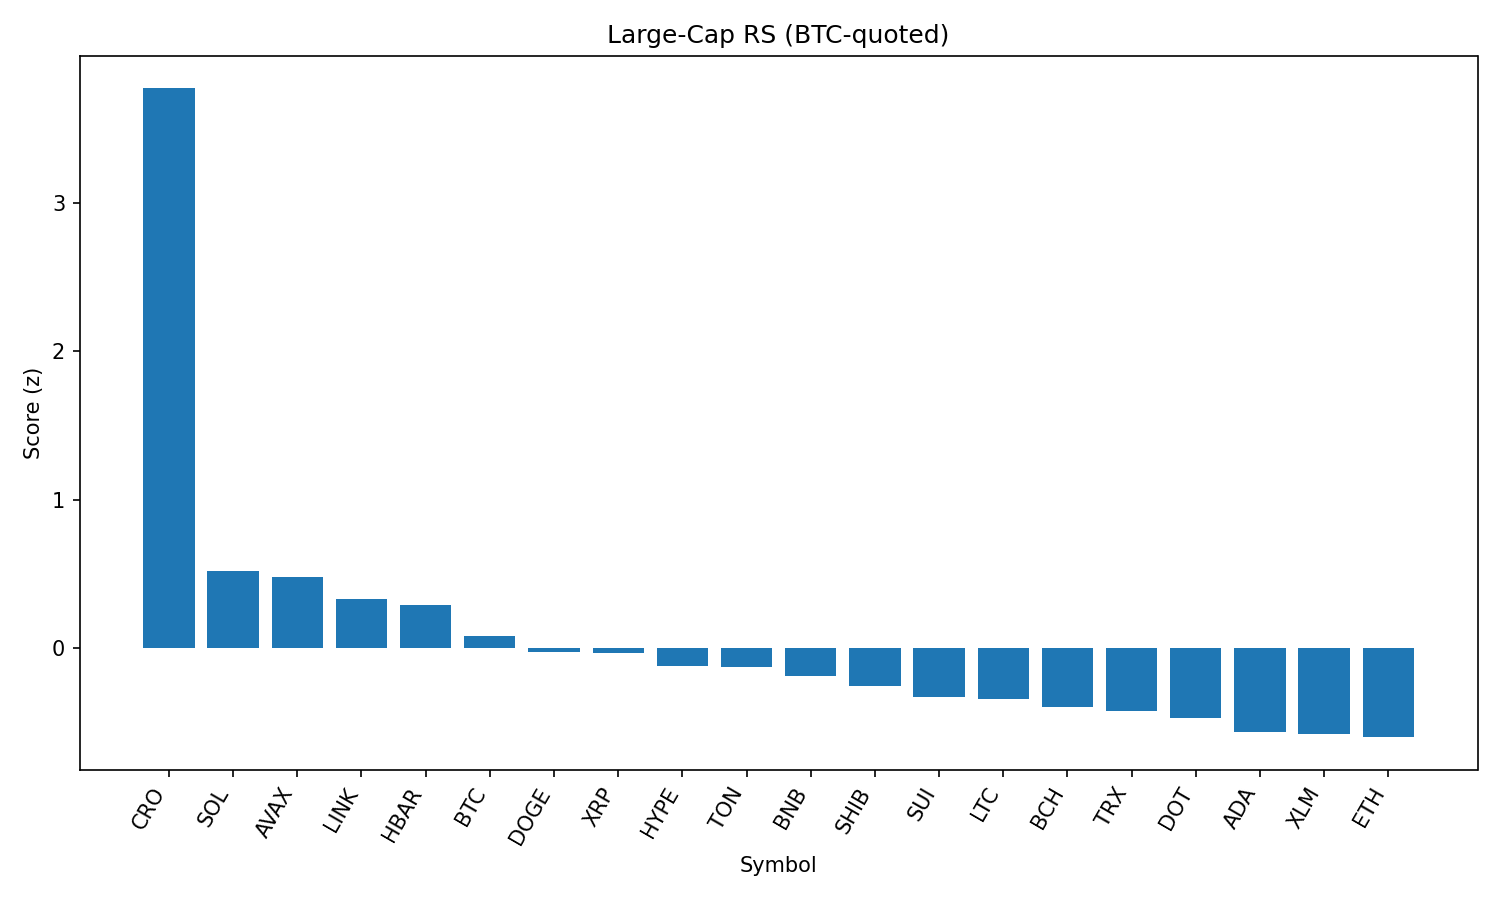 Large-Cap RS (BTC-quoted)
Score (z)
3
2
1
0
CRO
SOL
AVAX
LINK
HBAR
BTC
DOGE
XRP
HYPE
TON
BNB
SHIB
SUI
LTC
BCH
TRX
DOT
ADA
XLM
ETH
Symbol